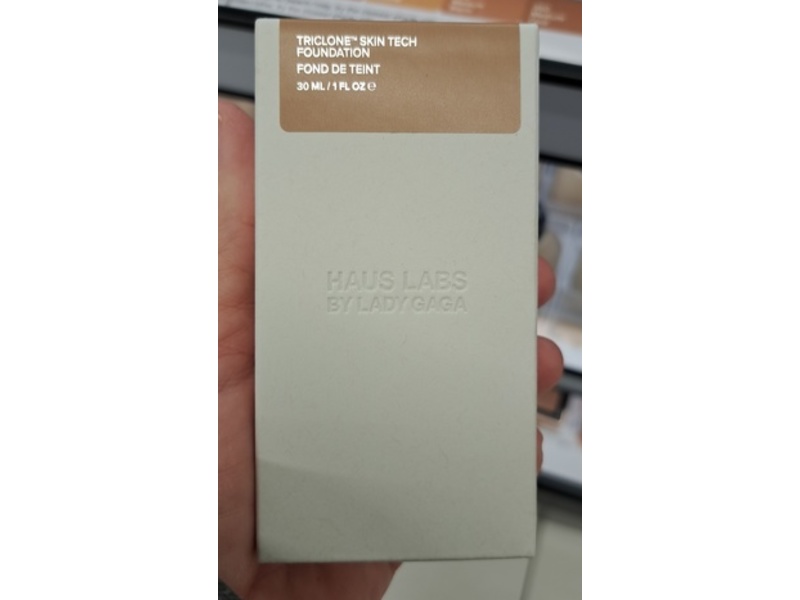 TRICLONE™ SKIN TECH
FOUNDATION
FOND DE TEINT
30 ML / 1 FL OZ ℮
HAUS LABS
BY LADY GAGA